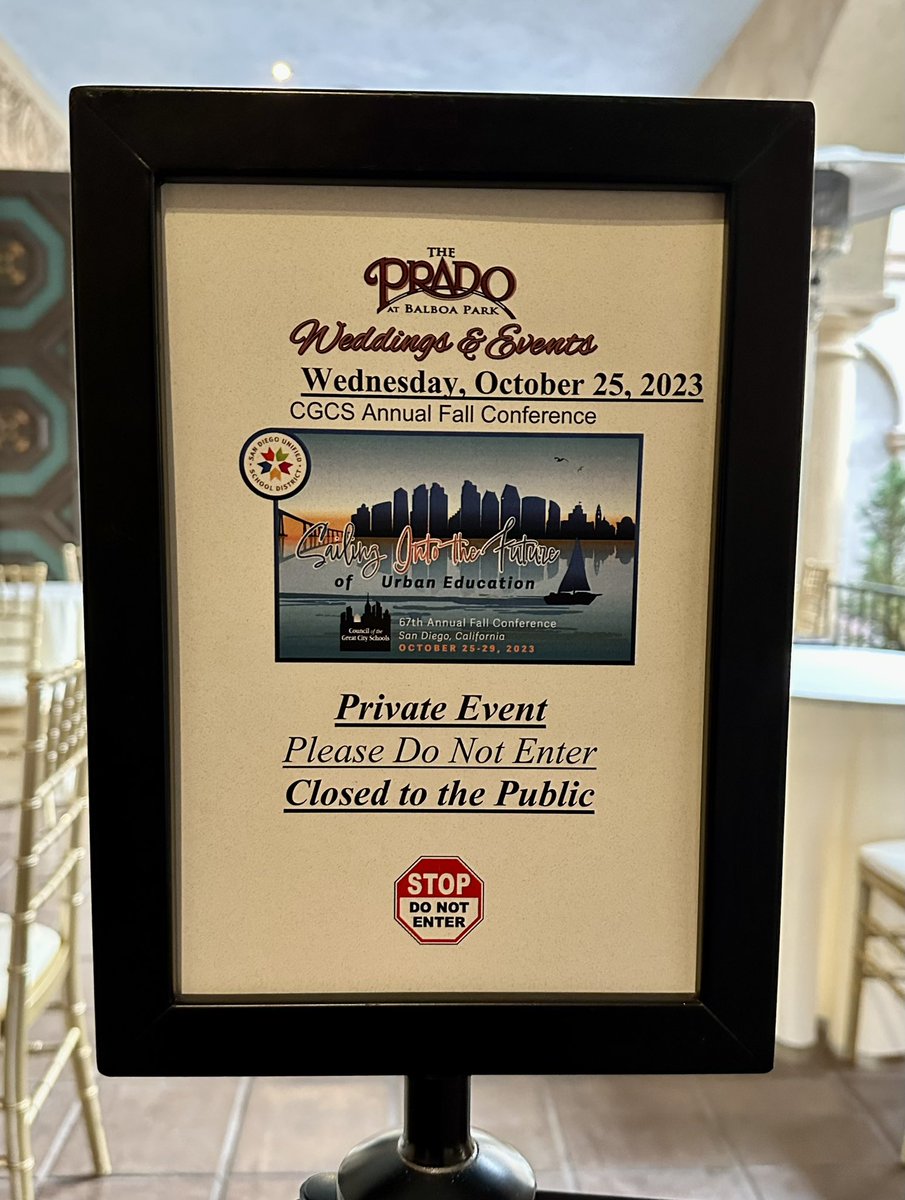 THE
PRADO
AT BALBOA PARK
Weddings & Events
Wednesday, October 25, 2023
CGCS Annual Fall Conference
SAN DIEGO UNIFIED
SCHOOL DISTRICT
Sailing Into the Future
of Urban Education
Council of the
Great City Schools
67th Annual Fall Conference
San Diego, California
OCTOBER 25-29, 2023
Private Event
Please Do Not Enter
Closed to the Public
STOP
DO NOT
ENTER